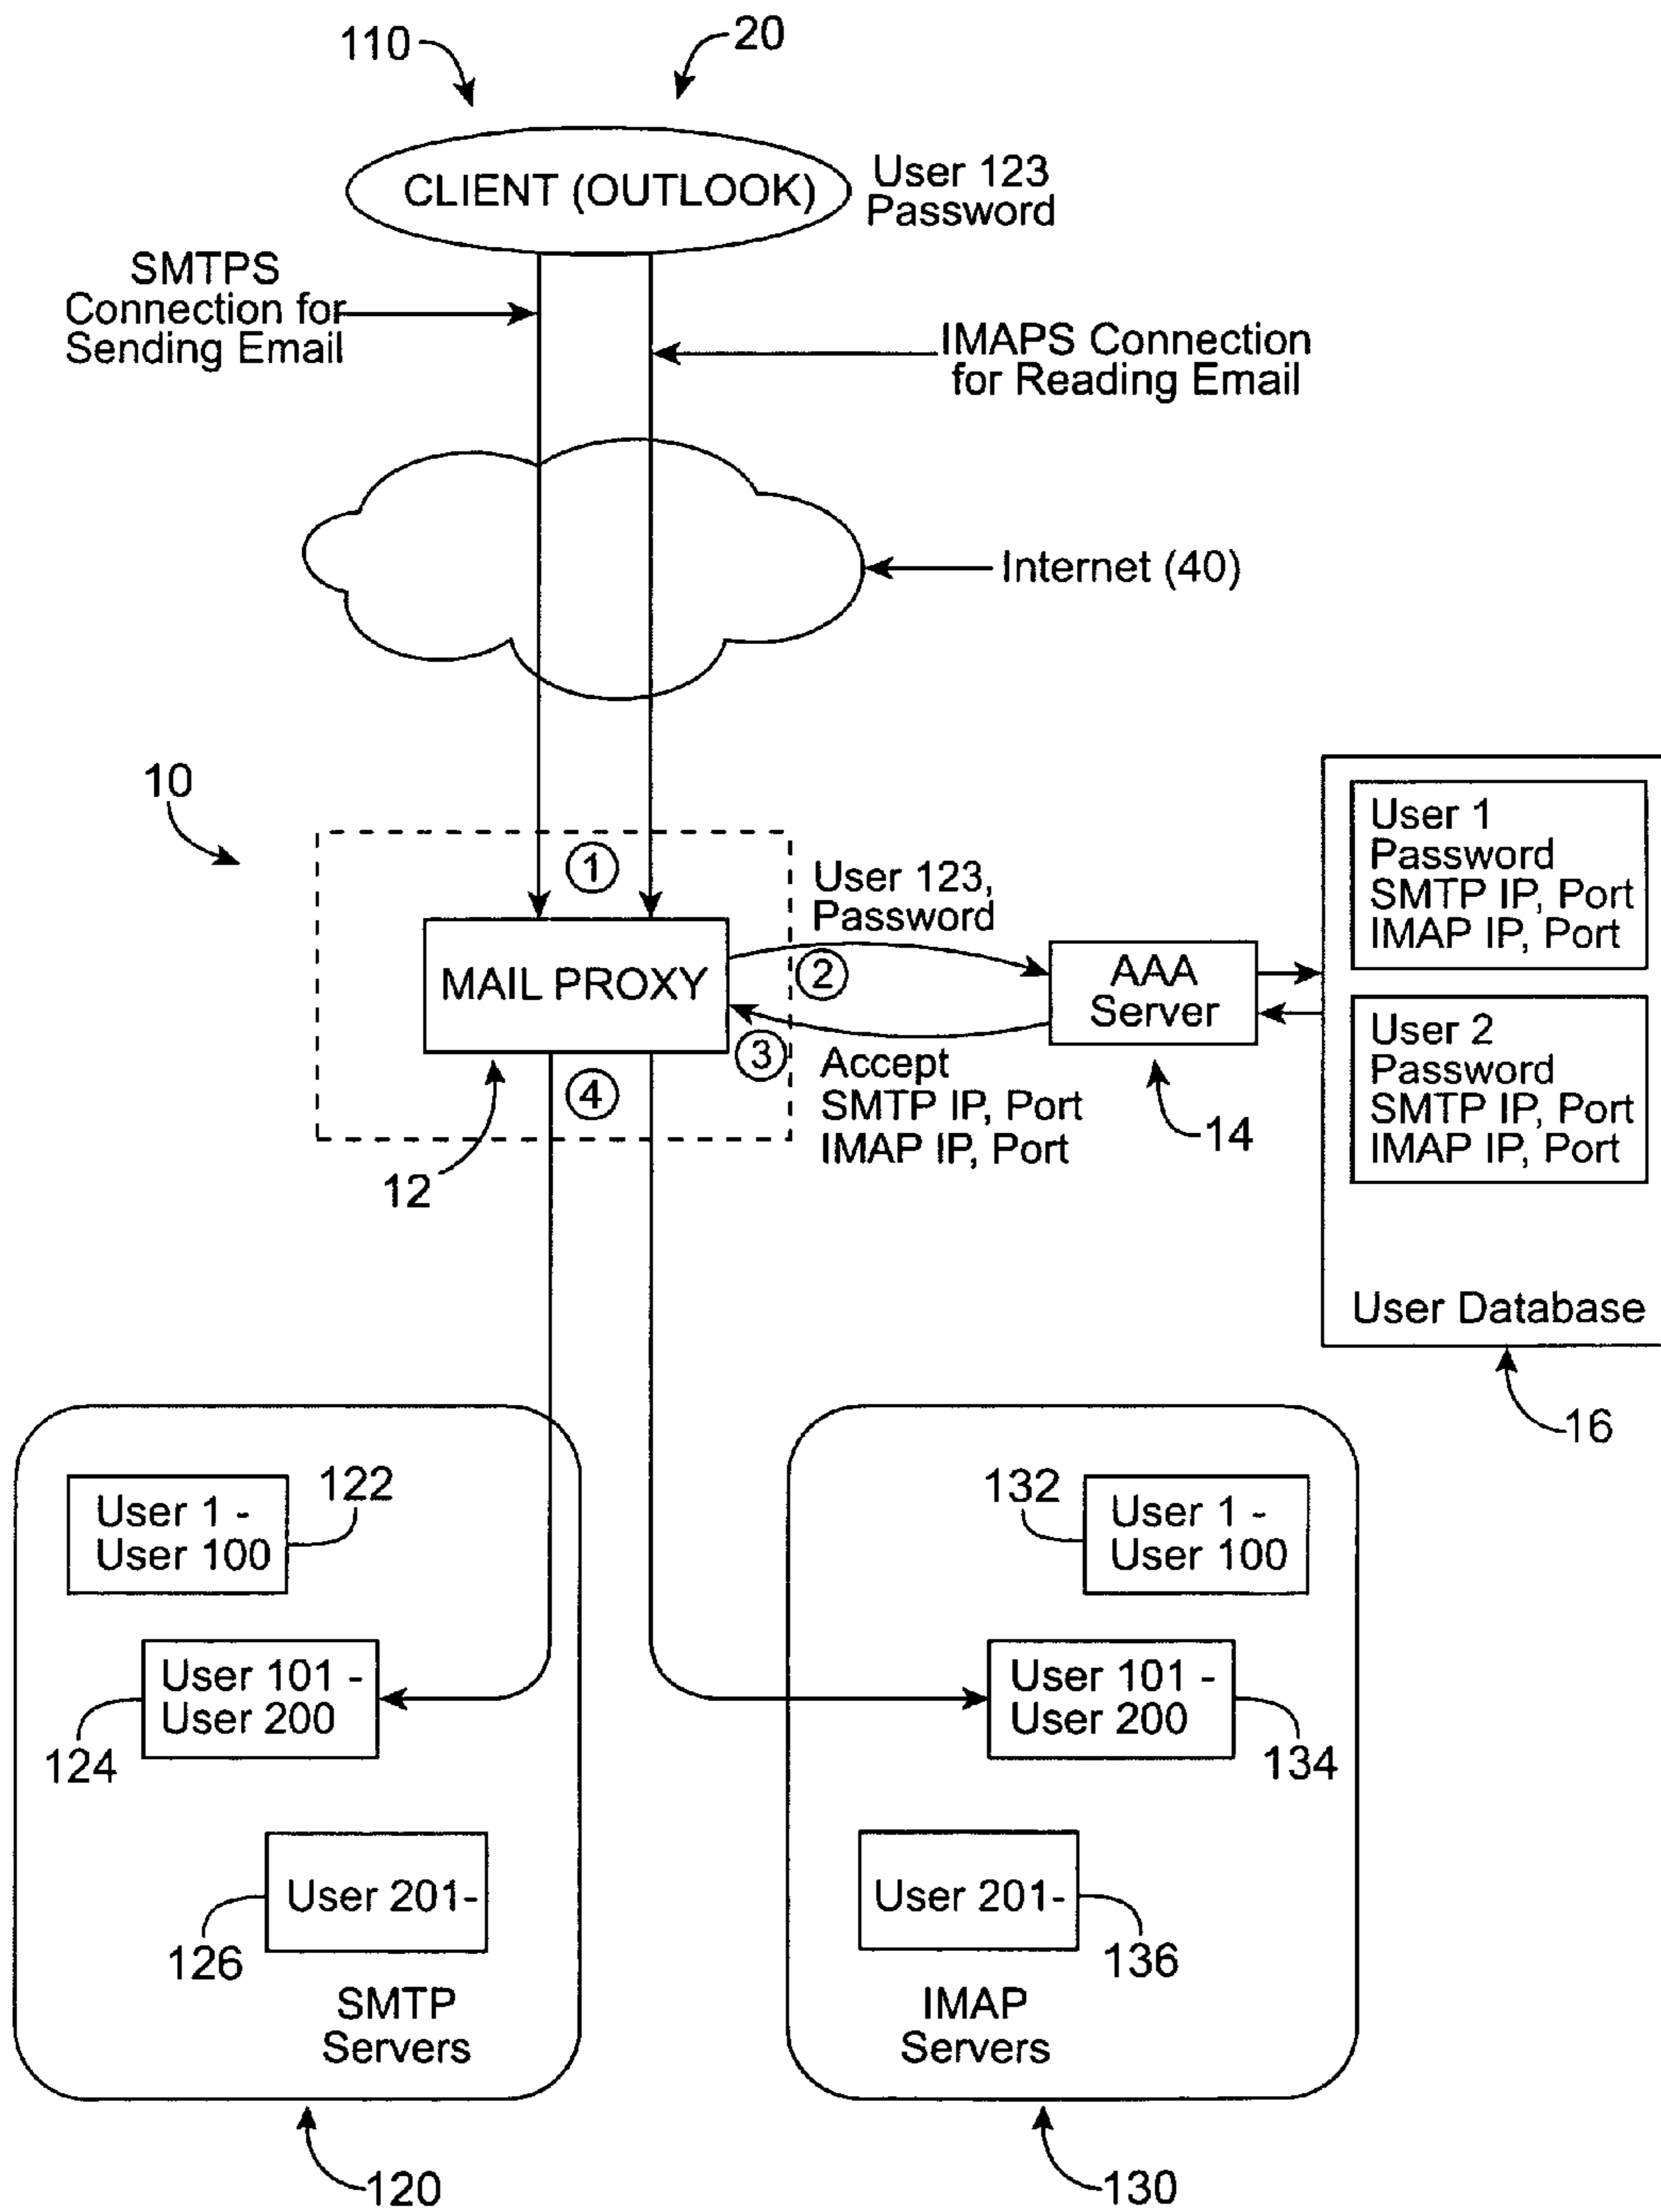 110
20
CLIENT (OUTLOOK)
User 123
Password
SMTPS
Connection for
Sending Email
IMAPS Connection
for Reading Email
Internet (40)
10
1
User 123,
Password
MAIL PROXY
2
AAA
Server
3
Accept
SMTP IP, Port
IMAP IP, Port
4
12
14
User 1
Password
SMTP IP, Port
IMAP IP, Port
User 2
Password
SMTP IP, Port
IMAP IP, Port
User Database
16
User 1 -
User 100
122
User 101 -
User 200
124
User 201-
126
SMTP
Servers
120
132
User 1 -
User 100
User 101 -
User 200
134
User 201-
136
IMAP
Servers
130